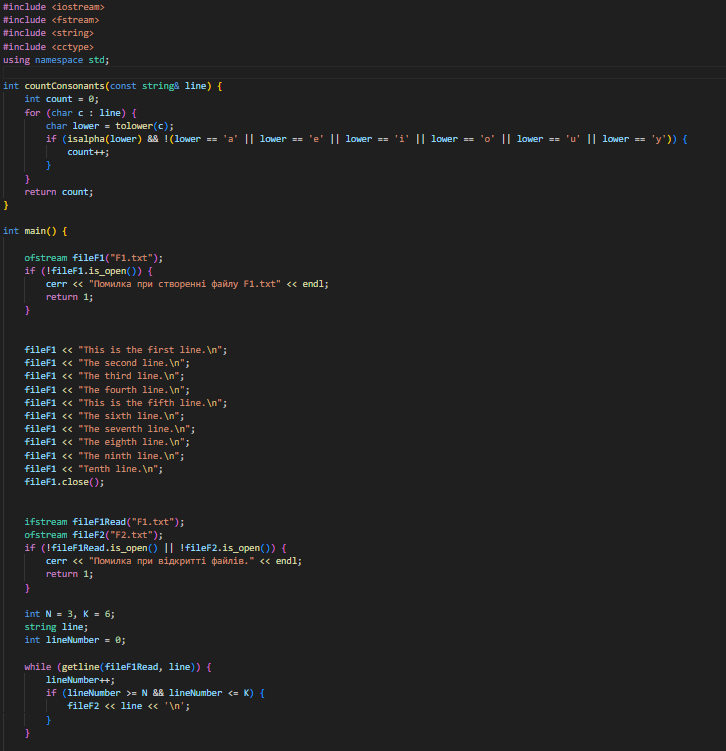 #include <iostream>
#include <fstream>
#include <string>
#include <cctype>
using namespace std;

int countConsonants(const string& line) {
    int count = 0;
    for (char c : line) {
        char lower = tolower(c);
        if (isalpha(lower) && !(lower == 'a' || lower == 'e' || lower == 'i' || lower == 'o' || lower == 'u' || lower == 'y')) {
            count++;
        }
    }
    return count;
}

int main() {

    ofstream fileF1("F1.txt");
    if (!fileF1.is_open()) {
        cerr << "Помилка при створенні файлу F1.txt" << endl;
        return 1;
    }


    fileF1 << "This is the first line.\n";
    fileF1 << "The second line.\n";
    fileF1 << "The third line.\n";
    fileF1 << "The fourth line.\n";
    fileF1 << "This is the fifth line.\n";
    fileF1 << "The sixth line.\n";
    fileF1 << "The seventh line.\n";
    fileF1 << "The eighth line.\n";
    fileF1 << "The ninth line.\n";
    fileF1 << "Tenth line.\n";
    fileF1.close();


    ifstream fileF1Read("F1.txt");
    ofstream fileF2("F2.txt");
    if (!fileF1Read.is_open() || !fileF2.is_open()) {
        cerr << "Помилка при відкритті файлів." << endl;
        return 1;
    }

    int N = 3, K = 6;
    string line;
    int lineNumber = 0;

    while (getline(fileF1Read, line)) {
        lineNumber++;
        if (lineNumber >= N && lineNumber <= K) {
            fileF2 << line << '\n';
        }
    }